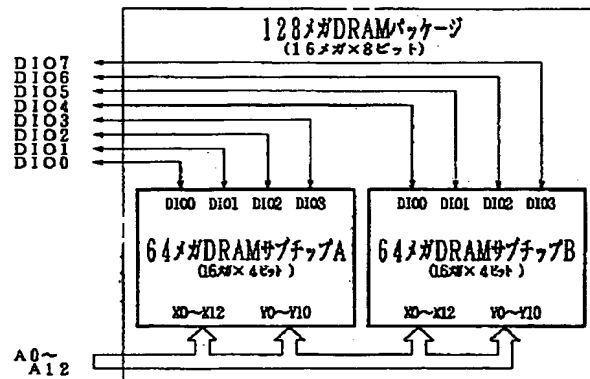 128メガDRAMパッケージ
(16メガ×8ビット)
DIO7
DIO6
DIO5
DIO4
DIO3
DIO2
DIO1
DIO0
DIO0 DIO1 DIO2 DIO3
64メガDRAMサブチップA
(16メガ×4ビット)
X0〜X12 Y0〜Y10
DIO0 DIO1 DIO2 DIO3
64メガDRAMサブチップB
(16メガ×4ビット)
X0〜X12 Y0〜Y10
A0〜
A12